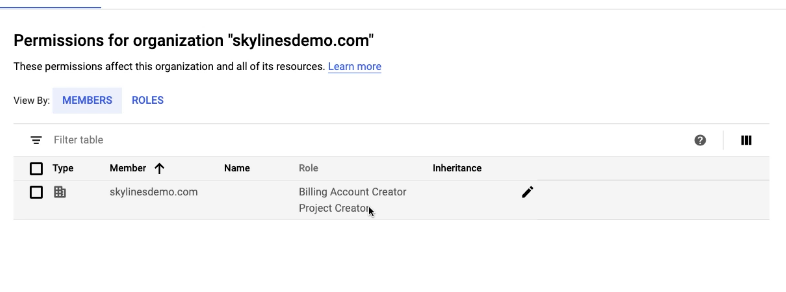 Permissions for organization "skylinesdemo.com"
These permissions affect this organization and all of its resources. Learn more
View By: MEMBERS ROLES
Filter table
Type Member Name Role Inheritance
skylinesdemo.com Billing Account Creator
Project Creator